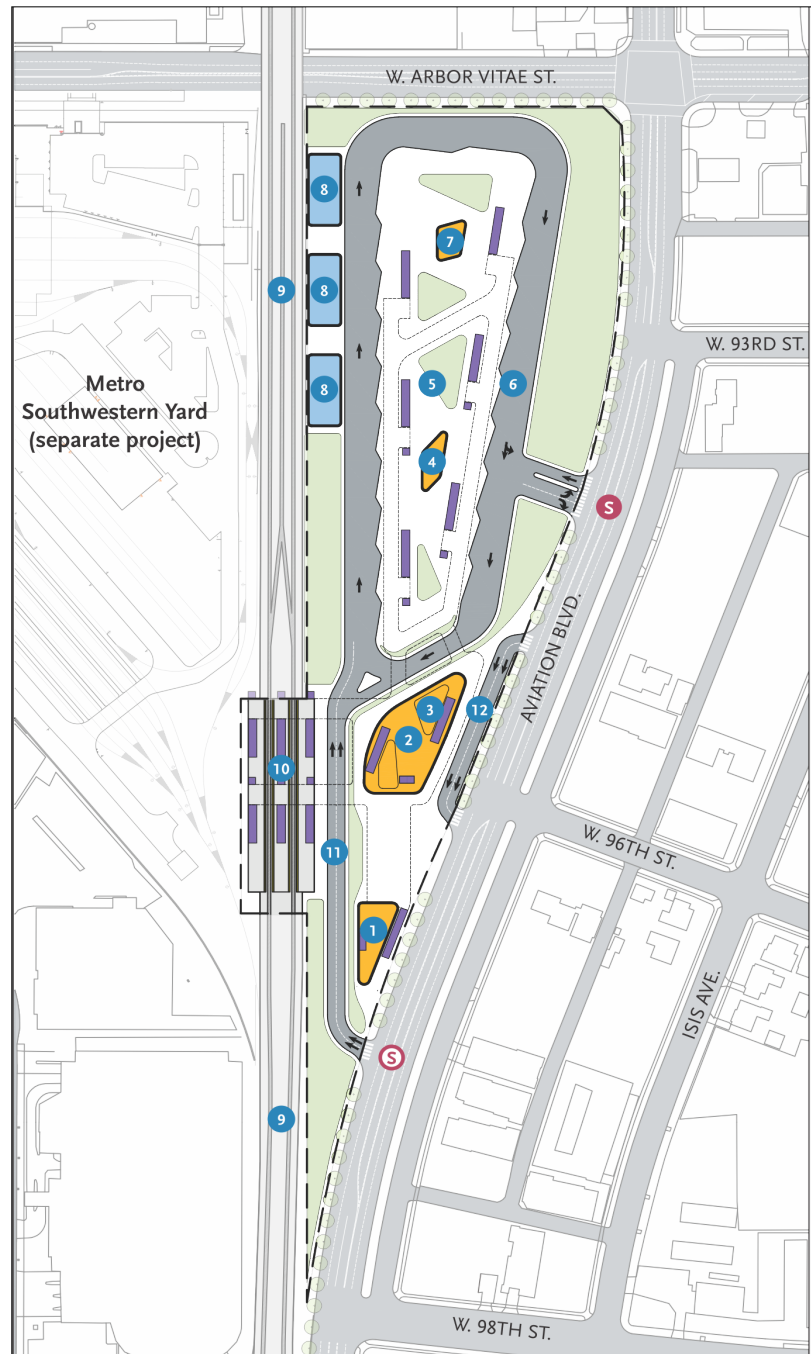 W. ARBOR VITAE ST.
8
7
9
8
W. 93RD ST.
Metro
Southwestern Yard
(separate project)
8
5
6
4
S
AVIATION BLVD.
3
12
2
10
11
W. 96TH ST.
1
ISIS AVE.
S
9
W. 98TH ST.